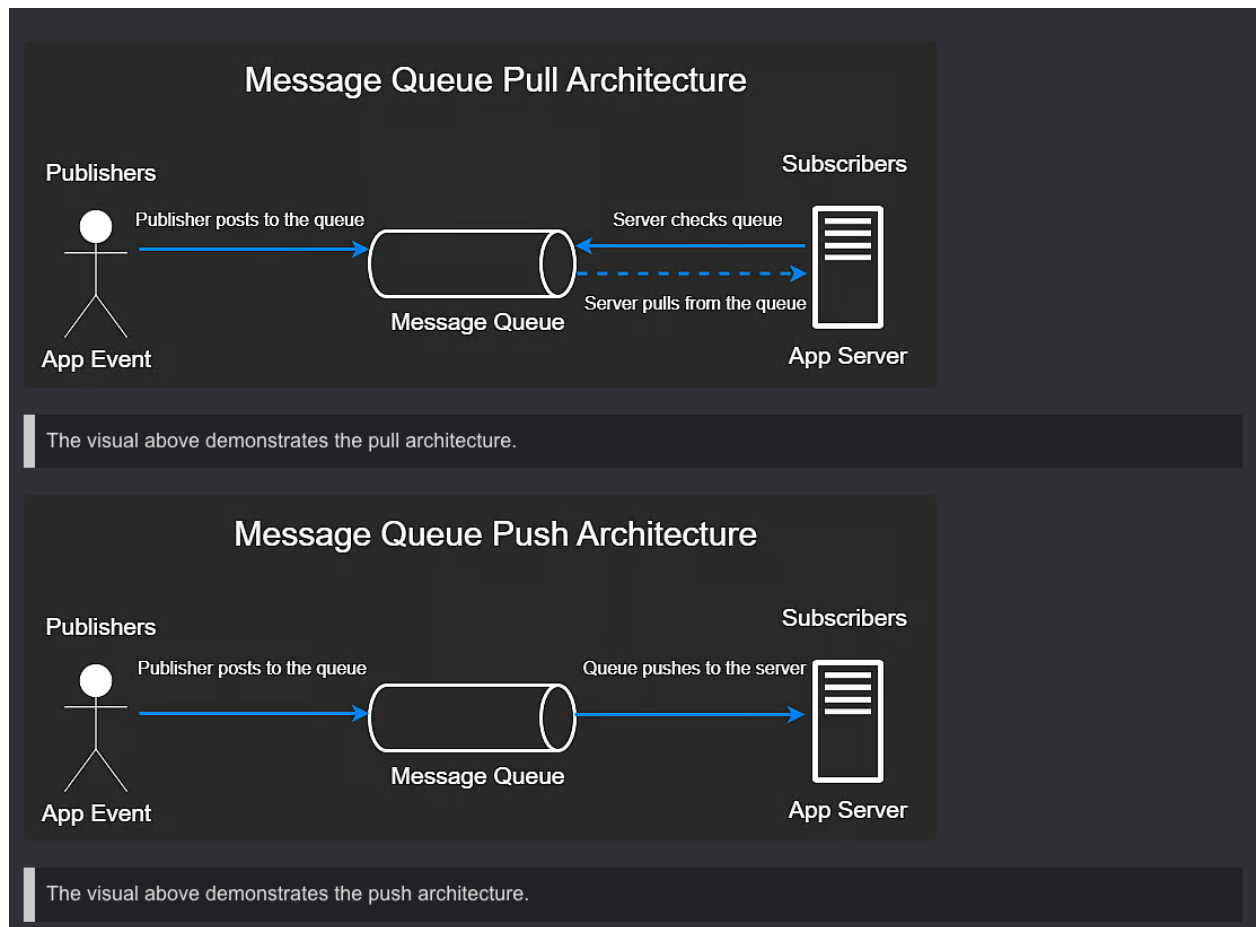 Message Queue Pull Architecture
Publishers
Subscribers
Publisher posts to the queue
Server checks queue
Server pulls from the queue
Message Queue
App Event
App Server
The visual above demonstrates the pull architecture.
Message Queue Push Architecture
Publishers
Subscribers
Publisher posts to the queue
Queue pushes to the server
Message Queue
App Event
App Server
The visual above demonstrates the push architecture.